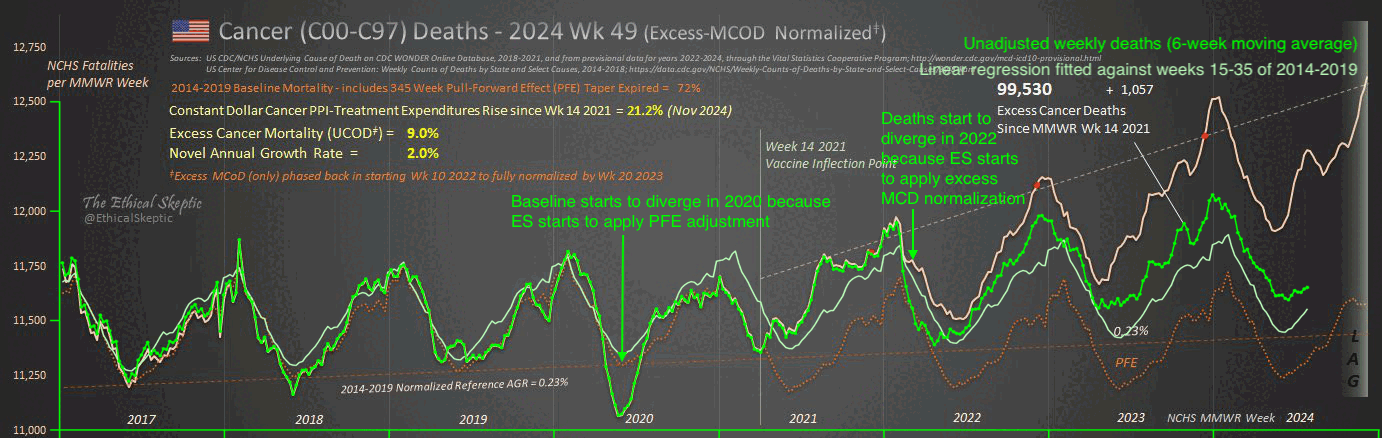 Cancer (C00-C97) Deaths - 2024 Wk 49 (Excess-MCOD Normalized‡)
Unadjusted weekly deaths (6-week moving average)
Sources: US CDC/NCHS Underlying Cause of Death on CDC WONDER Online Database, 2018-2021, and from provisional data for years 2022-2024, through the Vital Statistics Cooperative Program; http://wonder.cdc.gov/mcd-icd10-provisional.html
US Center for Disease Control and Prevention: Weekly Counts of Deaths by State and Select Causes, 2014-2018; https://data.cdc.gov/NCHS/Weekly-Counts-of-Deaths-by-State-and-Select-
Linear regression fitted against weeks 15-35 of 2014-2019
NCHS Fatalities
per MMWR Week
2014-2019 Baseline Mortality - includes 345 Week Pull-Forward Effect (PFE) Taper Expired = 72%
Constant Dollar Cancer PPI-Treatment Expenditures Rise since Wk 14 2021 = 21.2% (Nov 2024)
Excess Cancer Mortality (UCOD‡) = 9.0%
Novel Annual Growth Rate = 2.0%
‡Excess MCoD (only) phased back in starting Wk 10 2022 to fully normalized by Wk 20 2023
99,530 + 1,057
Excess Cancer Deaths
Since MMWR Wk 14 2021
Deaths start to
diverge in 2022
because ES starts
to apply excess
MCD normalization
Week 14 2021
Vaccine Inflection Point
The Ethical Skeptic
@EthicalSkeptic
Baseline starts to diverge in 2020 because
ES starts to apply PFE adjustment
12,750
12,500
12,250
12,000
11,750
11,500
11,250
11,000
0.23%
PFE
L
A
G
2014-2019 Normalized Reference AGR = 0.23%
2017 2018 2019 2020 2021 2022 2023 NCHS MMWR Week 2024